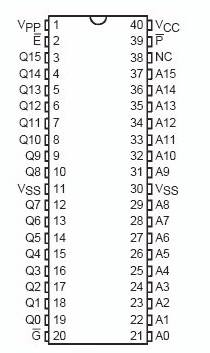 VPP 1 40 VCC
E̅ 2 39 P̅
Q15 3 38 NC
Q14 4 37 A15
Q13 5 36 A14
Q12 6 35 A13
Q11 7 34 A12
Q10 8 33 A11
Q9 9 32 A10
Q8 10 31 A9
VSS 11 30 VSS
Q7 12 29 A8
Q6 13 28 A7
Q5 14 27 A6
Q4 15 26 A5
Q3 16 25 A4
Q2 17 24 A3
Q1 18 23 A2
Q0 19 22 A1
G̅ 20 21 A0